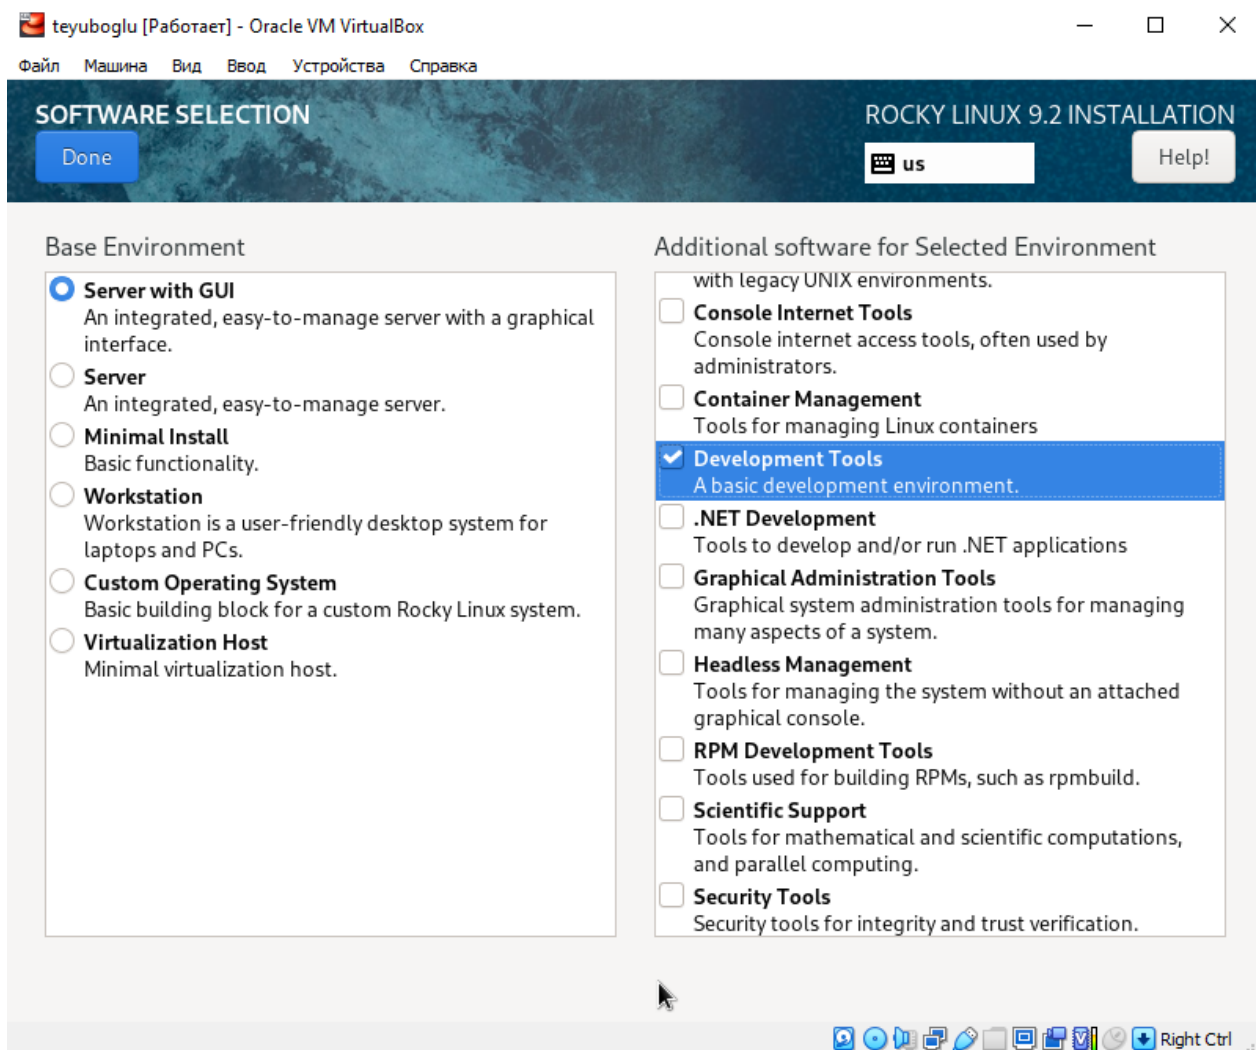 teyuboglu [Работает] - Oracle VM VirtualBox
Файл Машина Вид Ввод Устройства Справка
SOFTWARE SELECTION
ROCKY LINUX 9.2 INSTALLATION
Done
us
Help!
Base Environment
Server with GUI
An integrated, easy-to-manage server with a graphical
interface.
Server
An integrated, easy-to-manage server.
Minimal Install
Basic functionality.
Workstation
Workstation is a user-friendly desktop system for
laptops and PCs.
Custom Operating System
Basic building block for a custom Rocky Linux system.
Virtualization Host
Minimal virtualization host.
Additional software for Selected Environment
with legacy UNIX environments.
Console Internet Tools
Console internet access tools, often used by
administrators.
Container Management
Tools for managing Linux containers
Development Tools
A basic development environment.
.NET Development
Tools to develop and/or run .NET applications
Graphical Administration Tools
Graphical system administration tools for managing
many aspects of a system.
Headless Management
Tools for managing the system without an attached
graphical console.
RPM Development Tools
Tools used for building RPMs, such as rpmbuild.
Scientific Support
Tools for mathematical and scientific computations,
and parallel computing.
Security Tools
Security tools for integrity and trust verification.
Right Ctrl